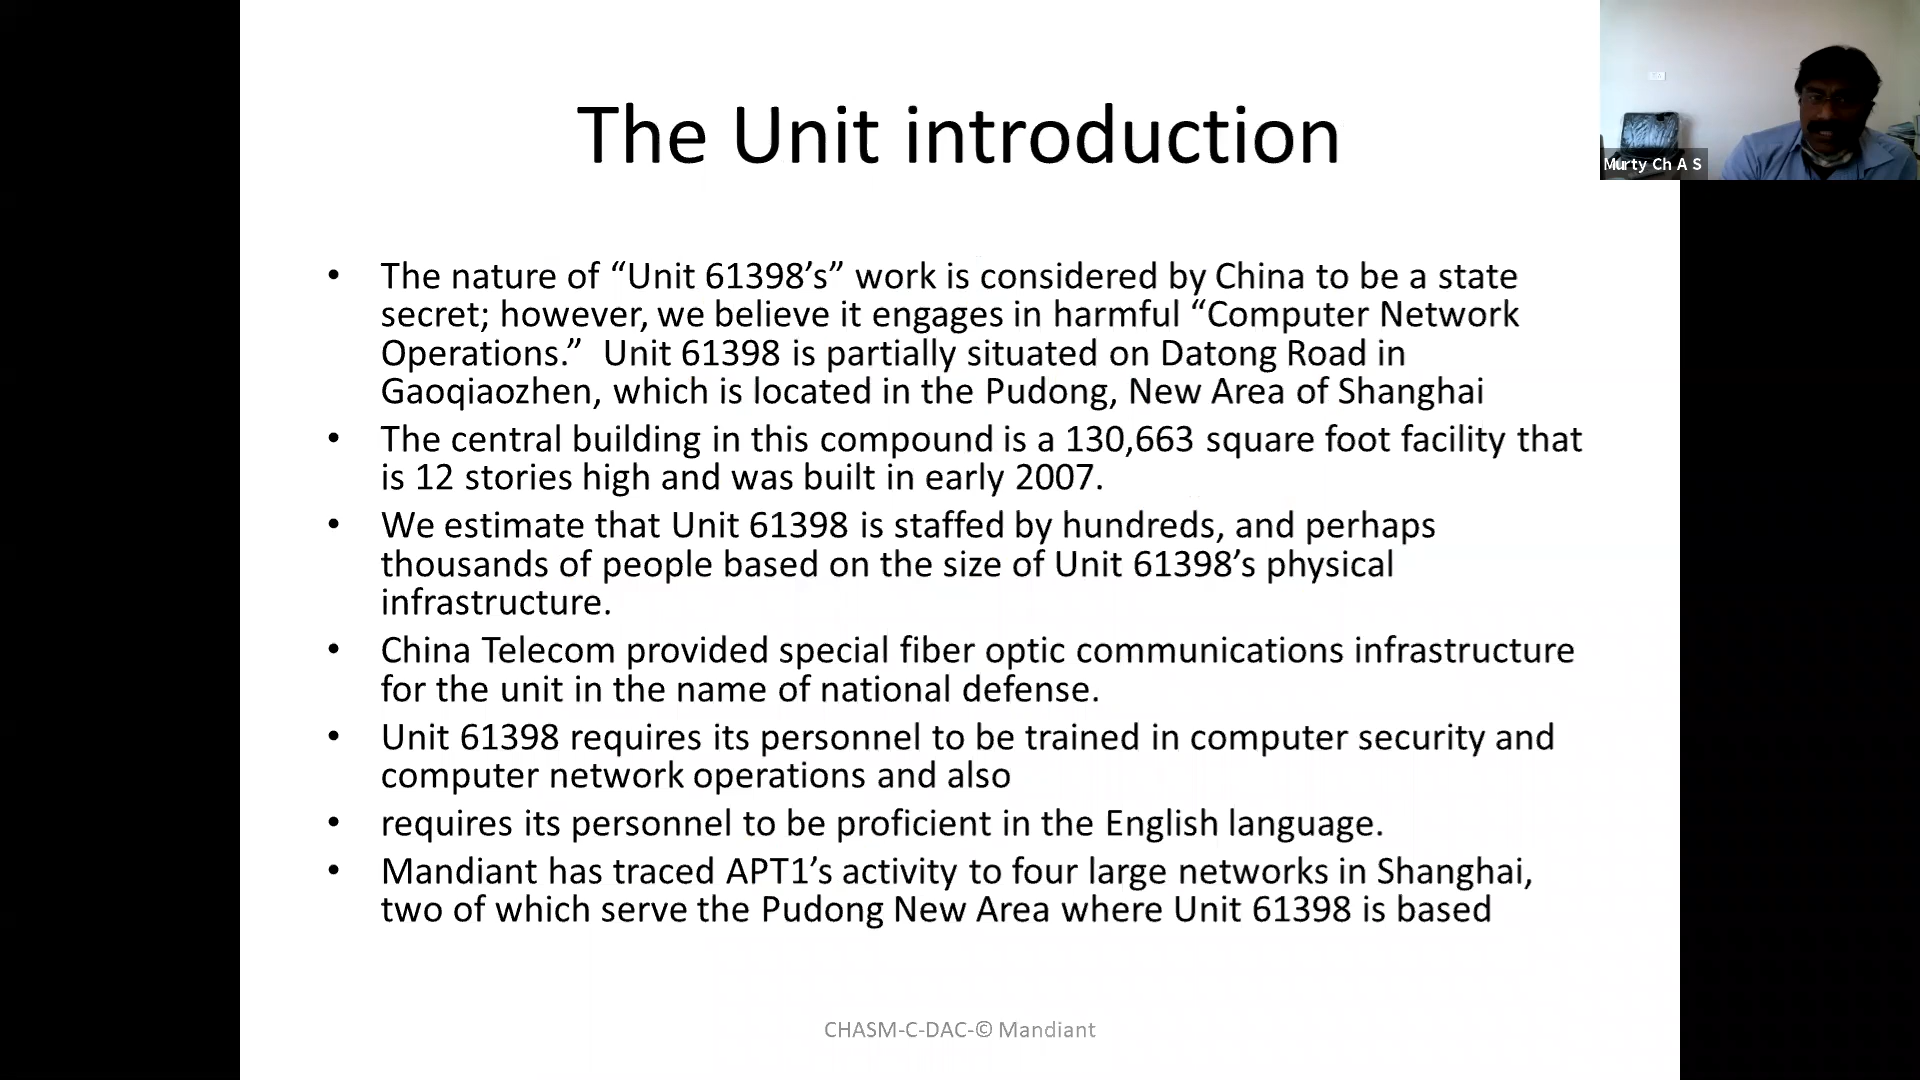 The Unit introduction
Murty Ch A S
• The nature of “Unit 61398’s” work is considered by China to be a state
secret; however, we believe it engages in harmful “Computer Network
Operations.”  Unit 61398 is partially situated on Datong Road in
Gaoqiaozhen, which is located in the Pudong, New Area of Shanghai
• The central building in this compound is a 130,663 square foot facility that
is 12 stories high and was built in early 2007.
• We estimate that Unit 61398 is staffed by hundreds, and perhaps
thousands of people based on the size of Unit 61398’s physical
infrastructure.
• China Telecom provided special fiber optic communications infrastructure
for the unit in the name of national defense.
• Unit 61398 requires its personnel to be trained in computer security and
computer network operations and also
• requires its personnel to be proficient in the English language.
• Mandiant has traced APT1’s activity to four large networks in Shanghai,
two of which serve the Pudong New Area where Unit 61398 is based
CHASM-C-DAC-© Mandiant